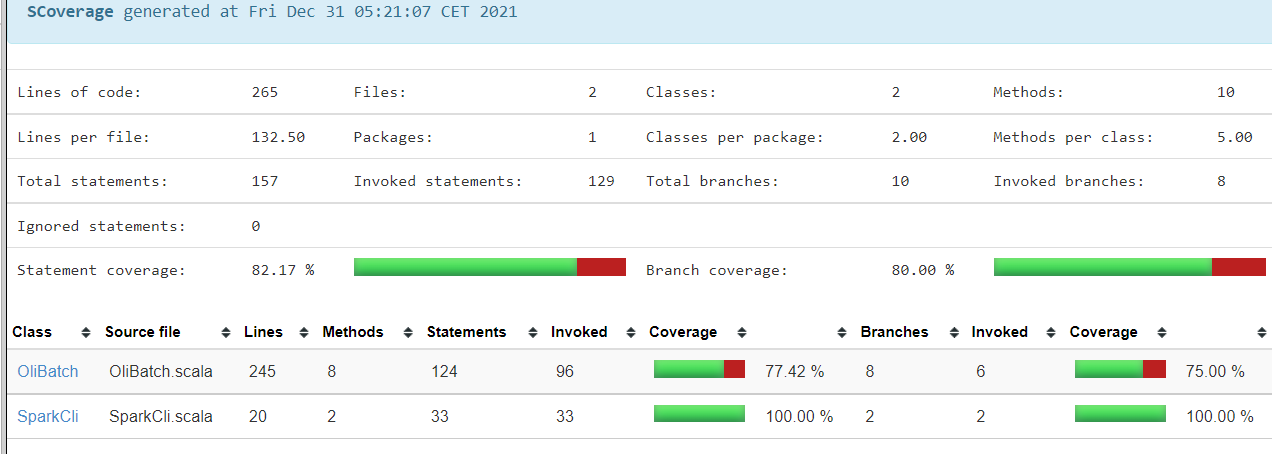 SCoverage generated at Fri Dec 31 05:21:07 CET 2021
Lines of code: 265 Files: 2 Classes: 2 Methods: 10
Lines per file: 132.50 Packages: 1 Classes per package: 2.00 Methods per class: 5.00
Total statements: 157 Invoked statements: 129 Total branches: 10 Invoked branches: 8
Ignored statements: 0
Statement coverage: 82.17 % Branch coverage: 80.00 %
Class Source file Lines Methods Statements Invoked Coverage Branches Invoked Coverage
OliBatch OliBatch.scala 245 8 124 96 77.42 % 8 6 75.00 %
SparkCli SparkCli.scala 20 2 33 33 100.00 % 2 2 100.00 %